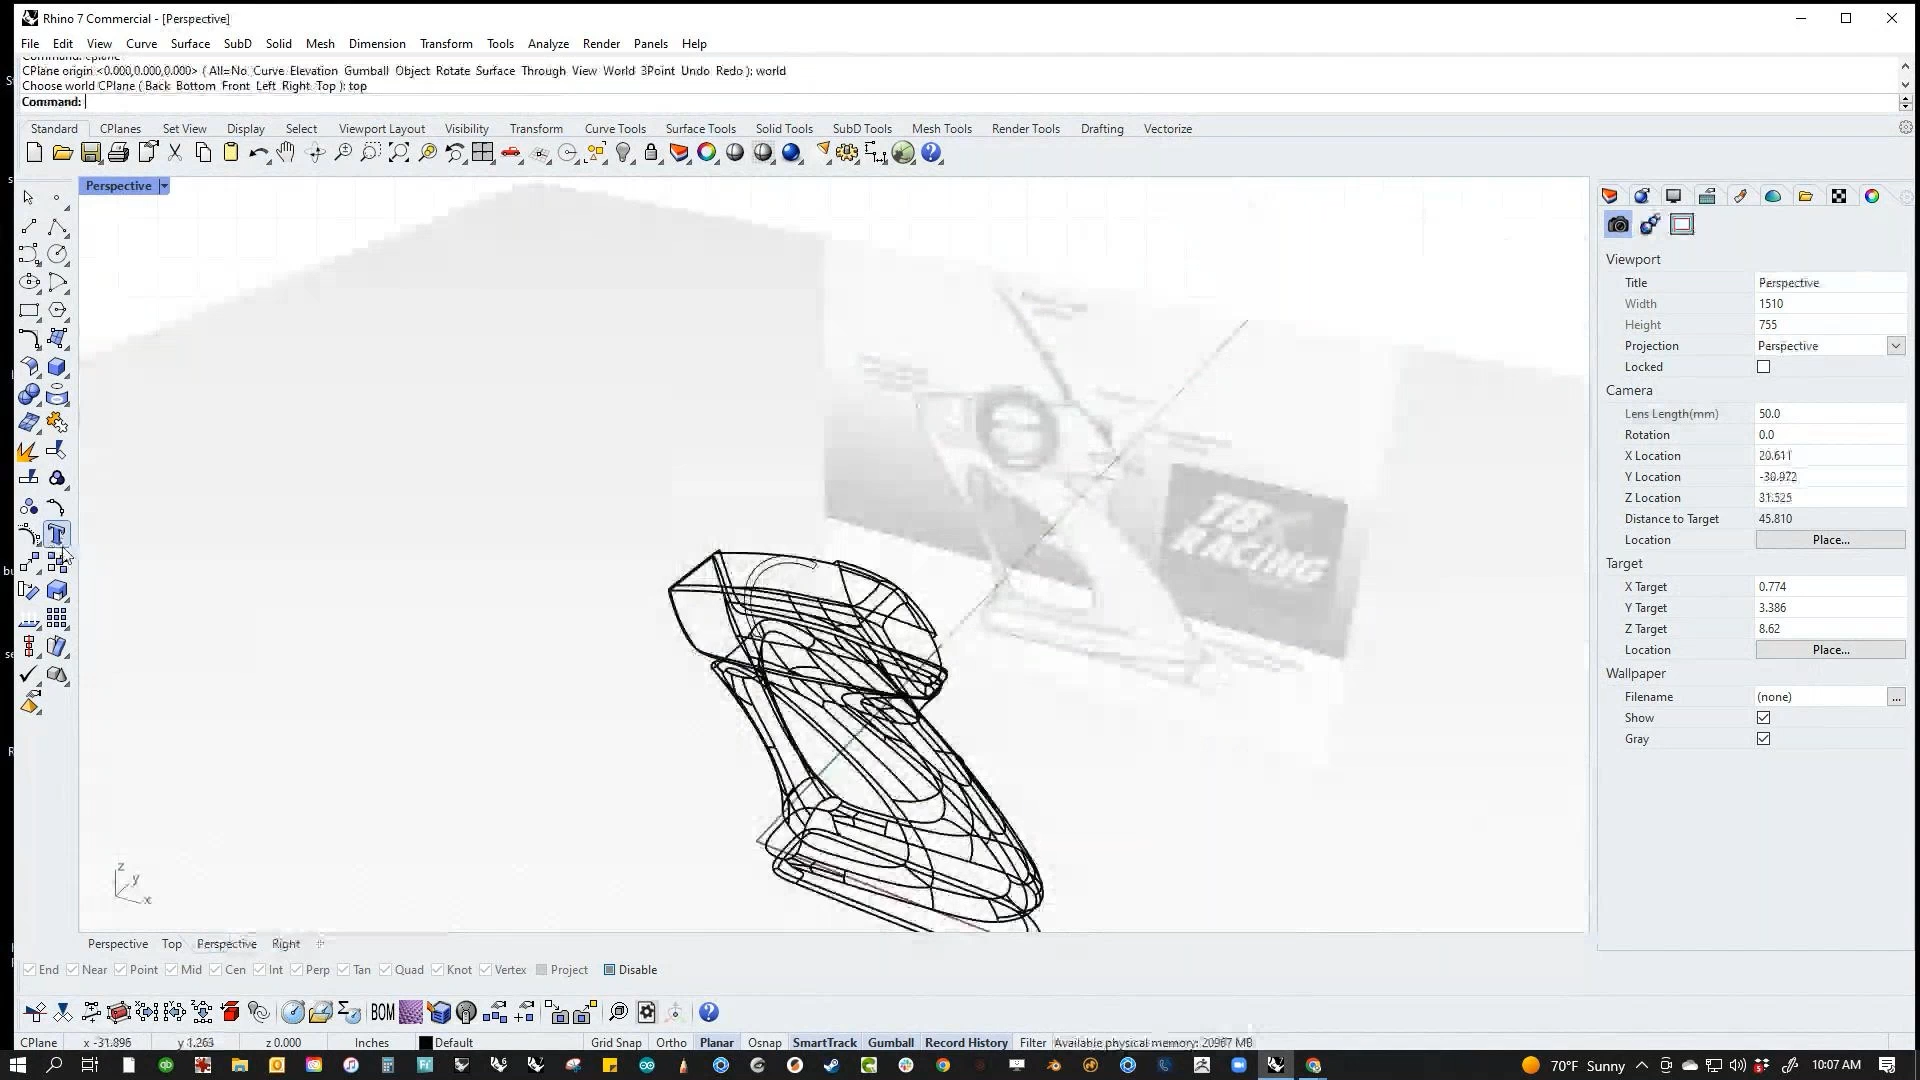 Rhino 7 Commercial - [Perspective]
File Edit View Curve Surface SubD Solid Mesh Dimension Transform Tools Analyze Render Panels Help
Command: cplane
CPlane origin <0.000,0.000,0.000> ( All=No Curve Elevation Gumball Object Rotate Surface Through View World 3Point Undo Redo ): world
Choose world CPlane ( Back Bottom Front Left Right Top ): top
Command:
Standard CPlanes Set View Display Select Viewport Layout Visibility Transform Curve Tools Surface Tools Solid Tools SubD Tools Mesh Tools Render Tools Drafting Vectorize
Perspective
Viewport
Title Perspective
Width 1510
Height 755
Projection Perspective
Locked
Camera
Lens Length(mm) 50.0
Rotation 0.0
X Location 20.611
Y Location -30.972
Z Location 31.525
Distance to Target 45.810
Location Place...
Target
X Target 0.774
Y Target 3.386
Z Target 8.62
Location Place...
Wallpaper
Filename (none) ...
Show
Gray
TB
RACING
z
y
x
Perspective Top Perspective Right
End Near Point Mid Cen Int Perp Tan Quad Knot Vertex Project Disable
BOM
CPlane x -31.896 y 1.263 z 0.000 Inches Default Grid Snap Ortho Planar Osnap SmartTrack Gumball Record History Filter Available physical memory: 20967 MB
70°F Sunny 10:07 AM